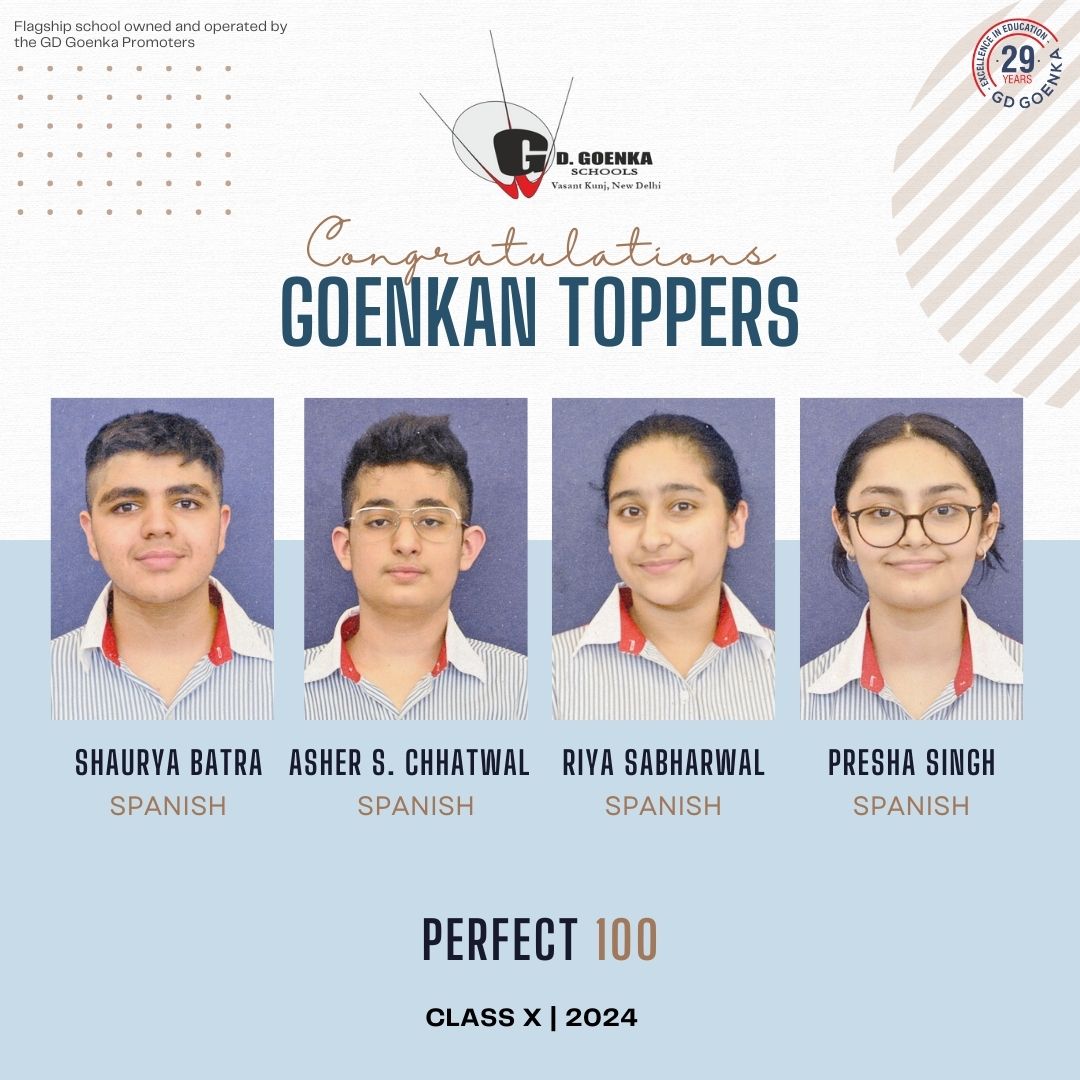 Flagship school owned and operated by
the GD Goenka Promoters
EXCELLENCE IN EDUCATION
29
YEARS
GD GOENKA
G D. GOENKA
SCHOOLS
Vasant Kunj, New Delhi
Congratulations
GOENKAN TOPPERS
SHAURYA BATRA
ASHER S. CHHATWAL
RIYA SABHARWAL
PRESHA SINGH
SPANISH
SPANISH
SPANISH
SPANISH
PERFECT 100
CLASS X | 2024